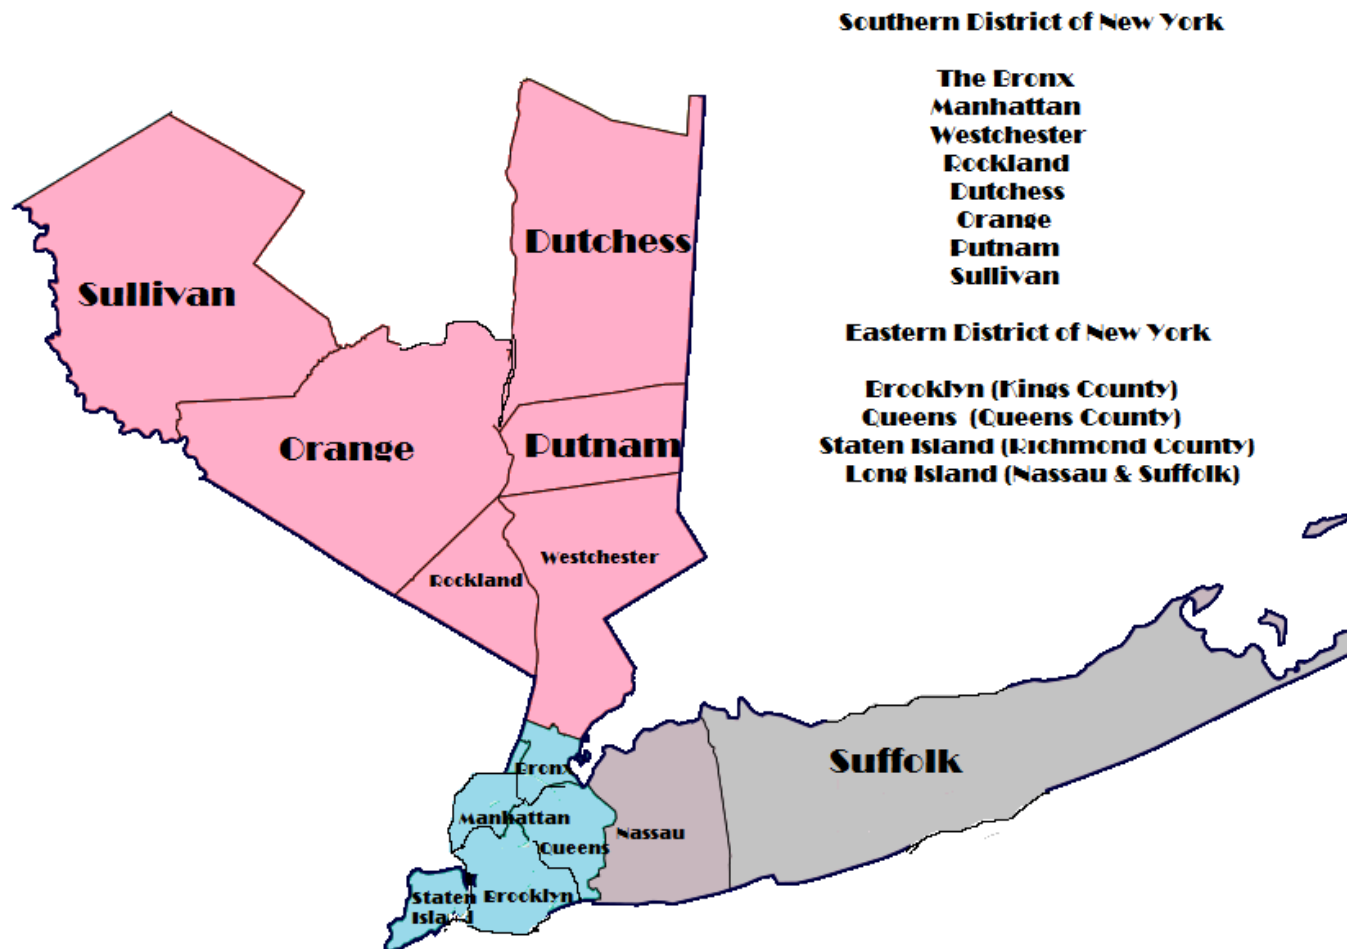 Southern District of New York
The Bronx
Manhattan
Westchester
Rockland
Dutchess
Orange
Putnam
Sullivan
Eastern District of New York
Brooklyn (Kings County)
Queens (Queens County)
Staten Island (Richmond County)
Long Island (Nassau & Suffolk)
Dutchess
Sullivan
Orange
Putnam
Westchester
Rockland
Bronx
Suffolk
Manhattan
Nassau
Queens
Staten
Island
Brooklyn